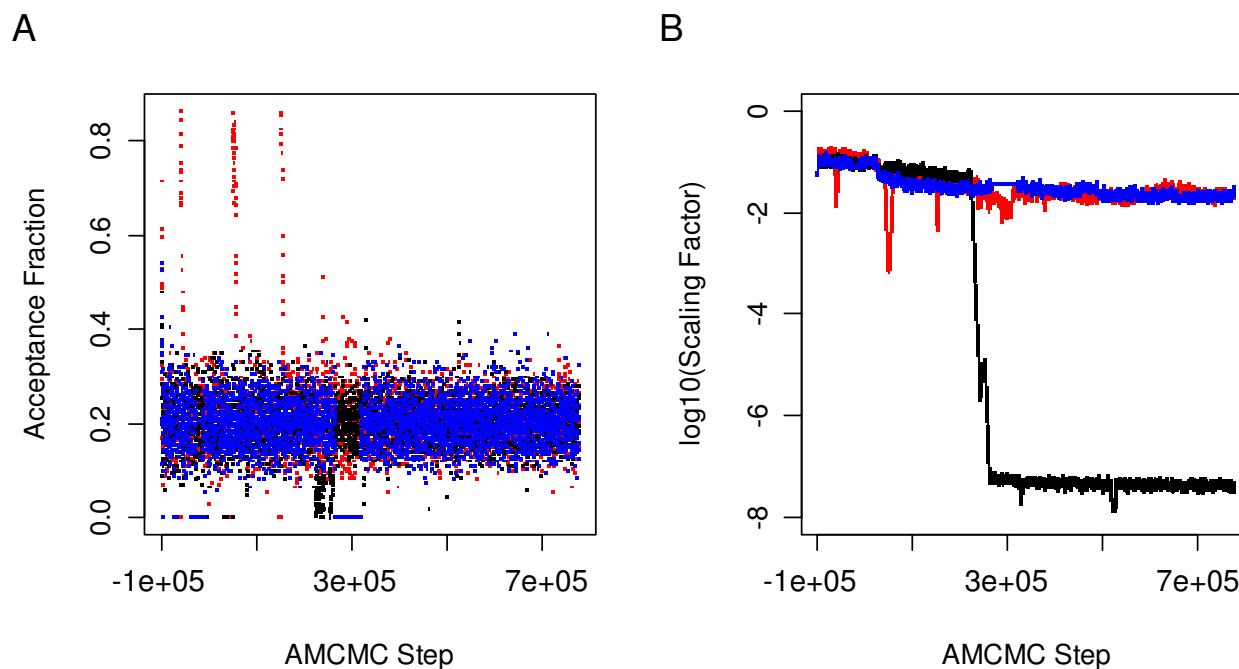 A
Acceptance Fraction
0.8
0.6
0.4
0.2
0.0
-1e+05
3e+05
7e+05
AMCMC Step
B
log10(Scaling Factor)
0
-2
-4
-6
-8
-1e+05
3e+05
7e+05
AMCMC Step